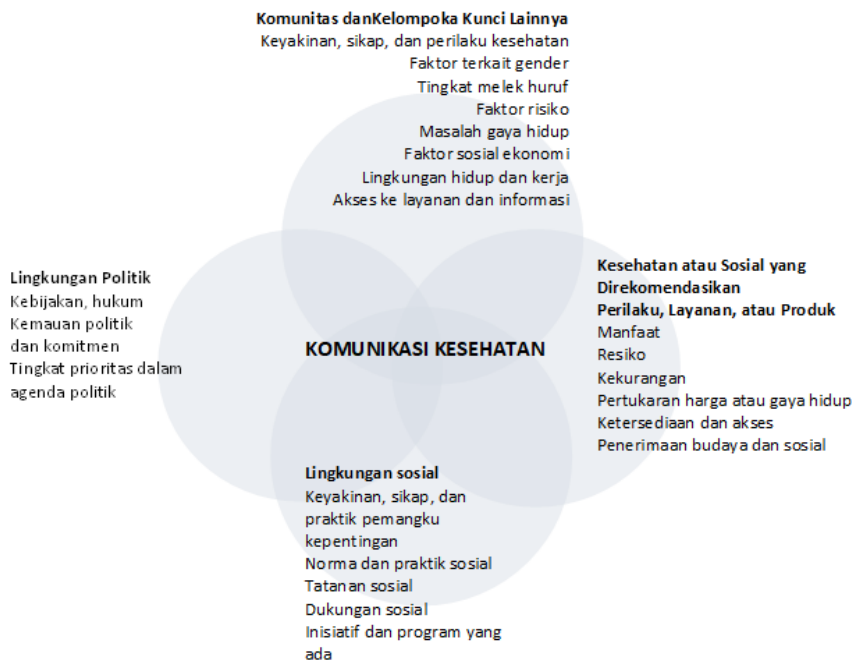 Komunitas danKelompoka Kunci Lainnya
Keyakinan, sikap, dan perilaku kesehatan
Faktor terkait gender
Tingkat melek huruf
Faktor risiko
Masalah gaya hidup
Faktor sosial ekonomi
Lingkungan hidup dan kerja
Akses ke layanan dan informasi
Lingkungan Politik
Kebijakan, hukum
Kemauan politik
dan komitmen
Tingkat prioritas dalam
agenda politik
KOMUNIKASI KESEHATAN
Kesehatan atau Sosial yang
Direkomendasikan
Perilaku, Layanan, atau Produk
Manfaat
Resiko
Kekurangan
Pertukaran harga atau gaya hidup
Ketersediaan dan akses
Penerimaan budaya dan sosial
Lingkungan sosial
Keyakinan, sikap, dan
praktik pemangku
kepentingan
Norma dan praktik sosial
Tatanan sosial
Dukungan sosial
Inisiatif dan program yang
ada